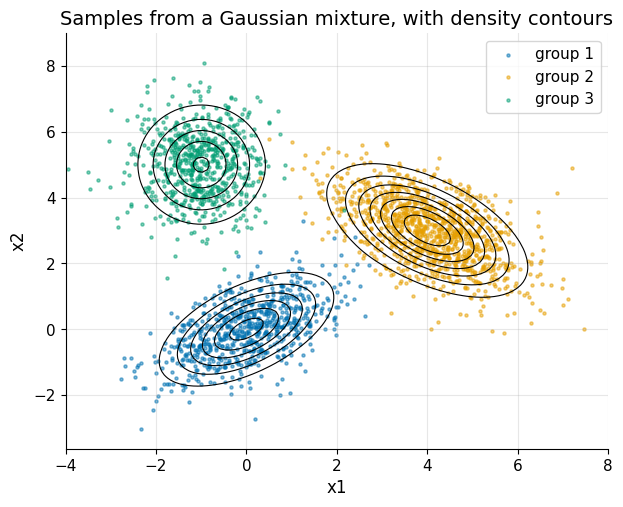 Samples from a Gaussian mixture, with density contours
group 1
group 2
group 3
x2
8
6
4
2
0
−2
−4 −2 0 2 4 6 8
x1